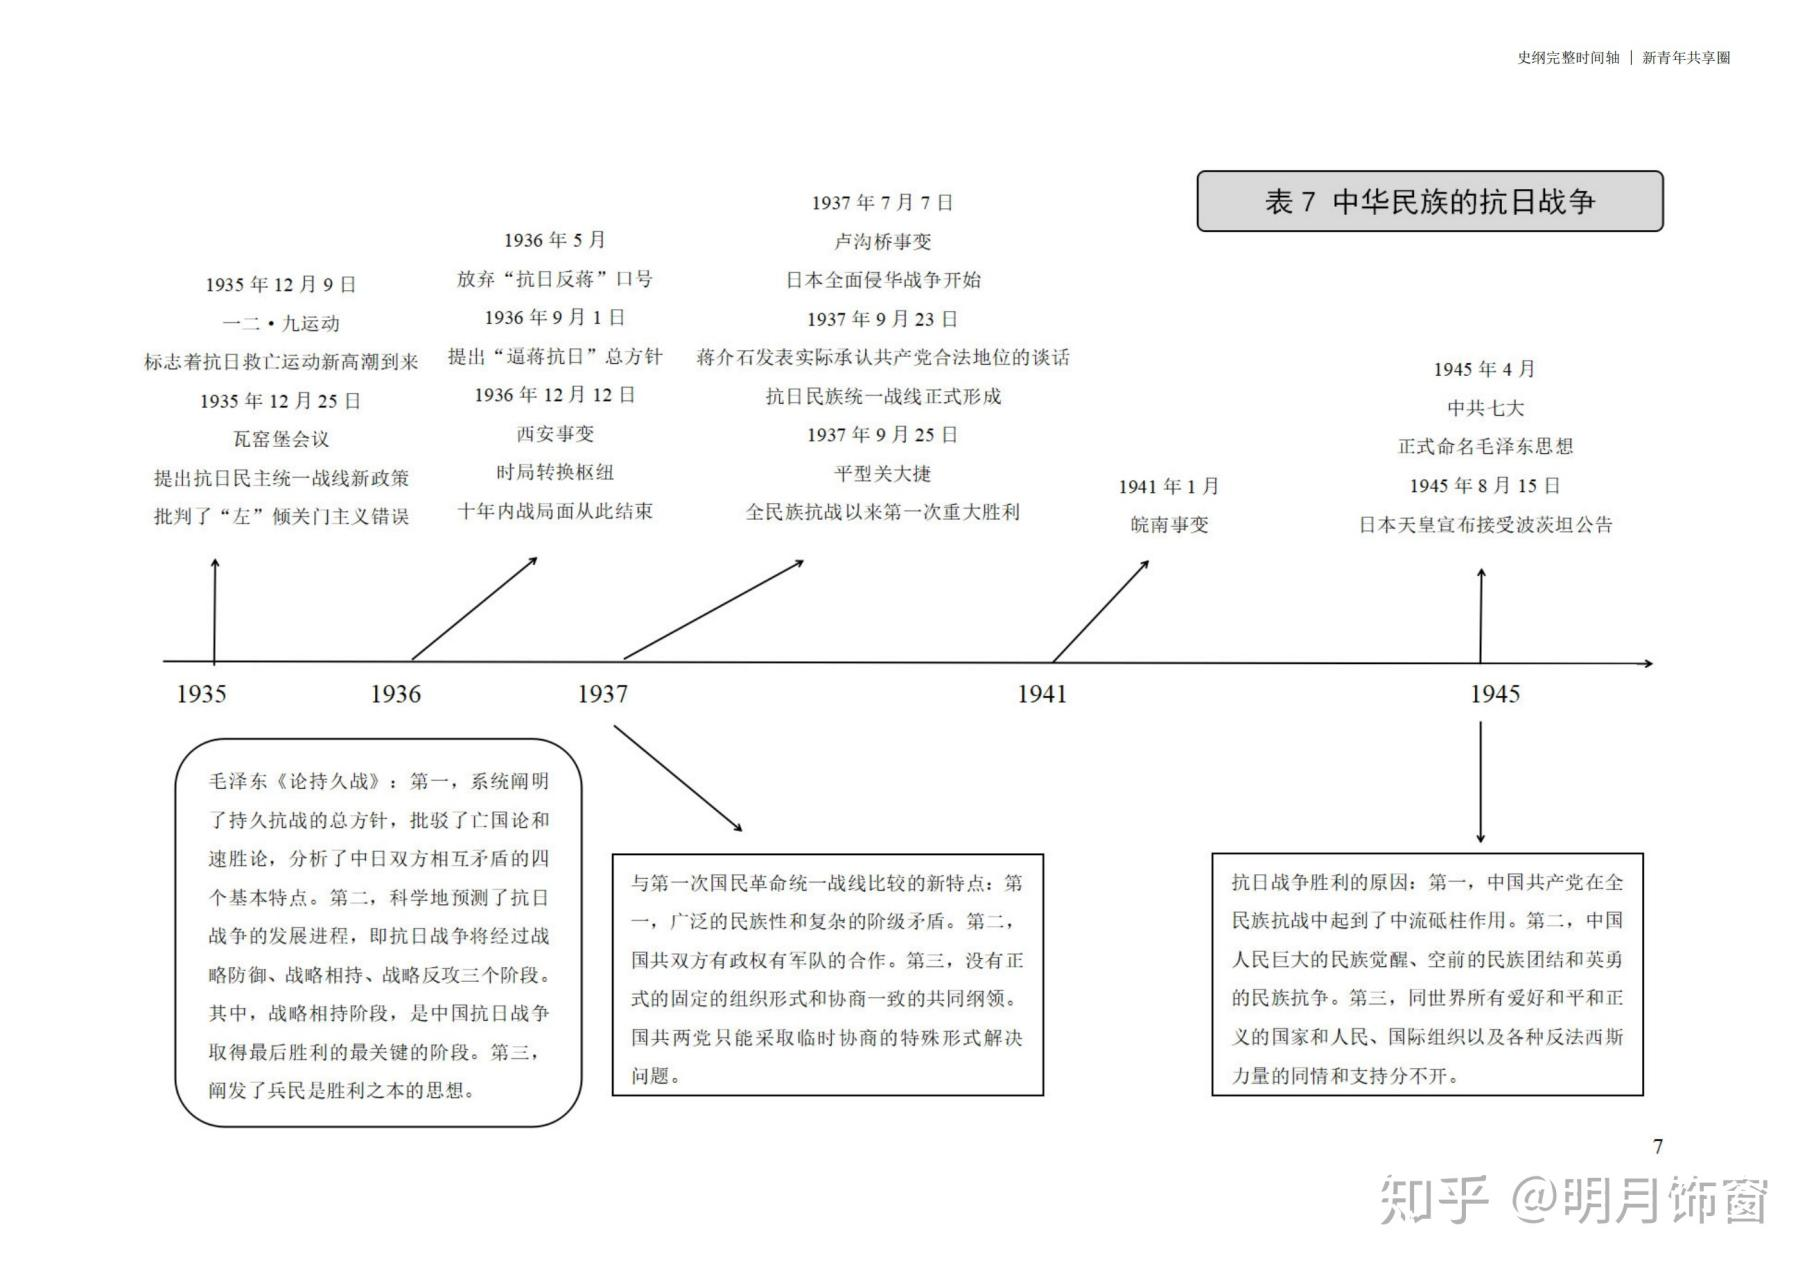 史纲完整时间轴 | 新青年共享圈
表 7 中华民族的抗日战争
1935 年 12 月 9 日
一二·九运动
标志着抗日救亡运动新高潮到来
1935 年 12 月 25 日
瓦窑堡会议
提出抗日民主统一战线新政策
批判了“左”倾关门主义错误
1936 年 5 月
放弃“抗日反蒋”口号
1936 年 9 月 1 日
提出“逼蒋抗日”总方针
1936 年 12 月 12 日
西安事变
时局转换枢纽
十年内战局面从此结束
1937 年 7 月 7 日
卢沟桥事变
日本全面侵华战争开始
1937 年 9 月 23 日
蒋介石发表实际承认共产党合法地位的谈话
抗日民族统一战线正式形成
1937 年 9 月 25 日
平型关大捷
全民族抗战以来第一次重大胜利
1941 年 1 月
皖南事变
1945 年 4 月
中共七大
正式命名毛泽东思想
1945 年 8 月 15 日
日本天皇宣布接受波茨坦公告
1935
1936
1937
1941
1945
毛泽东《论持久战》：第一，系统阐明
了持久抗战的总方针，批驳了亡国论和
速胜论，分析了中日双方相互矛盾的四
个基本特点。第二，科学地预测了抗日
战争的发展进程，即抗日战争将经过战
略防御、战略相持、战略反攻三个阶段。
其中，战略相持阶段，是中国抗日战争
取得最后胜利的最关键的阶段。第三，
阐发了兵民是胜利之本的思想。
与第一次国民革命统一战线比较的新特点：第
一，广泛的民族性和复杂的阶级矛盾。第二，
国共双方有政权有军队的合作。第三，没有正
式的固定的组织形式和协商一致的共同纲领。
国共两党只能采取临时协商的特殊形式解决
问题。
抗日战争胜利的原因：第一，中国共产党在全
民族抗战中起到了中流砥柱作用。第二，中国
人民巨大的民族觉醒、空前的民族团结和英勇
的民族抗争。第三，同世界所有爱好和平和正
义的国家和人民、国际组织以及各种反法西斯
力量的同情和支持分不开。
7
知乎 @明月饰窗